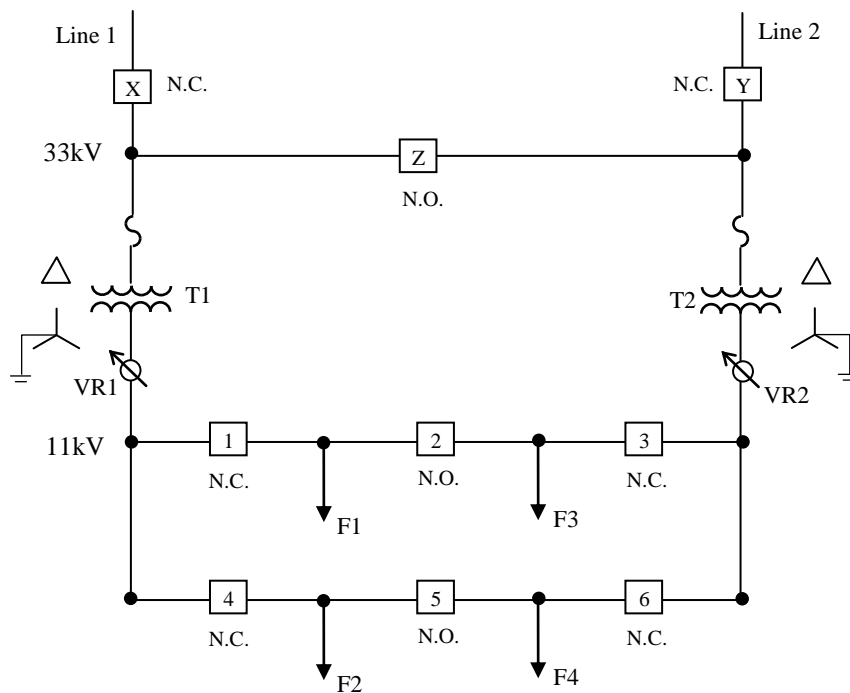 Line 1
Line 2
X
N.C.
N.C.
Y
33kV
Z
N.O.
T1
T2
VR1
VR2
11kV
1
2
3
N.C.
N.O.
N.C.
F1
F3
4
5
6
N.C.
N.O.
N.C.
F2
F4